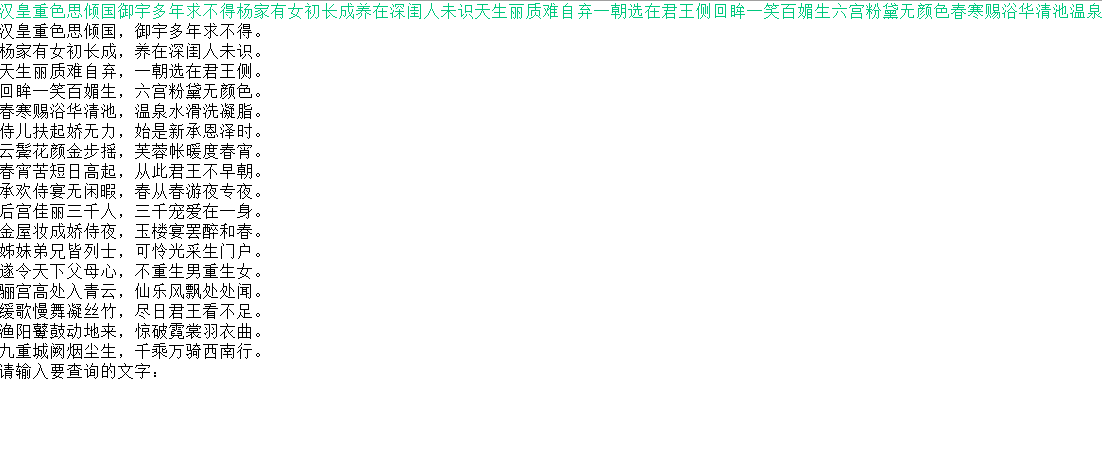 汉皇重色思倾国御宇多年求不得杨家有女初长成养在深闺人未识天生丽质难自弃一朝选在君王侧回眸一笑百媚生六宫粉黛无颜色春寒赐浴华清池温泉
汉皇重色思倾国，御宇多年求不得。
杨家有女初长成，养在深闺人未识。
天生丽质难自弃，一朝选在君王侧。
回眸一笑百媚生，六宫粉黛无颜色。
春寒赐浴华清池，温泉水滑洗凝脂。
侍儿扶起娇无力，始是新承恩泽时。
云鬓花颜金步摇，芙蓉帐暖度春宵。
春宵苦短日高起，从此君王不早朝。
承欢侍宴无闲暇，春从春游夜专夜。
后宫佳丽三千人，三千宠爱在一身。
金屋妆成娇侍夜，玉楼宴罢醉和春。
姊妹弟兄皆列士，可怜光采生门户。
遂令天下父母心，不重生男重生女。
骊宫高处入青云，仙乐风飘处处闻。
缓歌慢舞凝丝竹，尽日君王看不足。
渔阳鼙鼓动地来，惊破霓裳羽衣曲。
九重城阙烟尘生，千乘万骑西南行。
请输入要查询的文字：